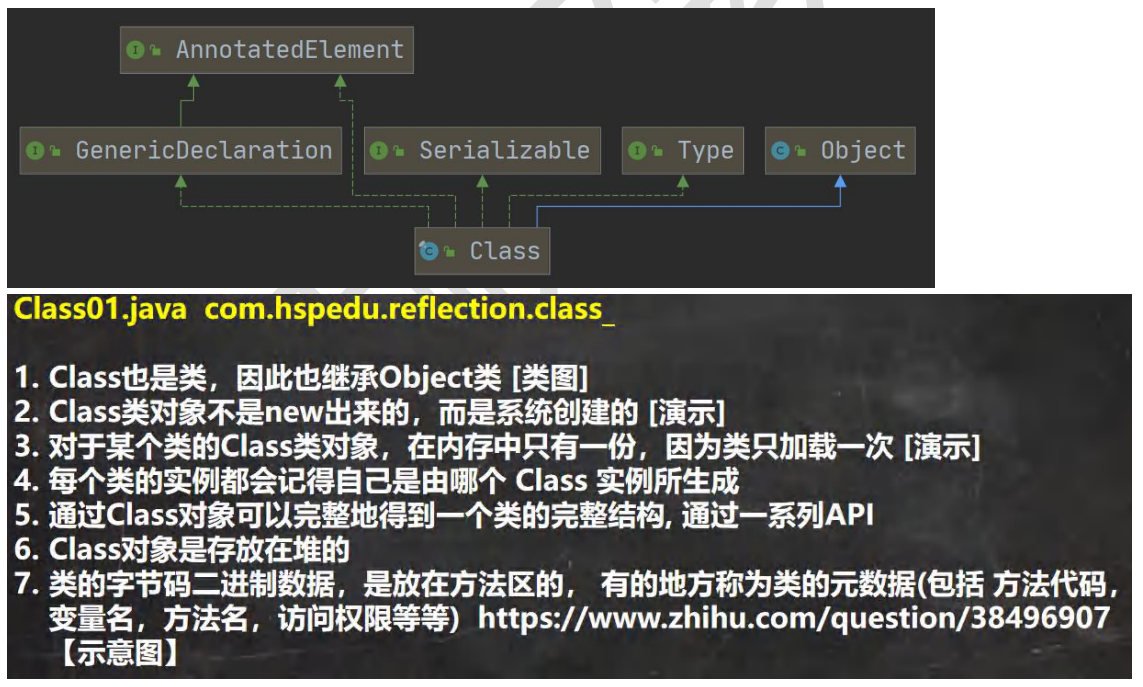 AnnotatedElement
GenericDeclaration
Serializable
Type
Object
Class
Class01.java com.hspedu.reflection.class_
1. Class也是类，因此也继承Object类 [类图]
2. Class类对象不是new出来的，而是系统创建的 [演示]
3. 对于某个类的Class类对象，在内存中只有一份，因为类只加载一次 [演示]
4. 每个类的实例都会记得自己是由哪个 Class 实例所生成
5. 通过Class对象可以完整地得到一个类的完整结构, 通过一系列API
6. Class对象是存放在堆的
7. 类的字节码二进制数据，是放在方法区的， 有的地方称为类的元数据(包括 方法代码，
变量名，方法名，访问权限等等) https://www.zhihu.com/question/38496907
【示意图】